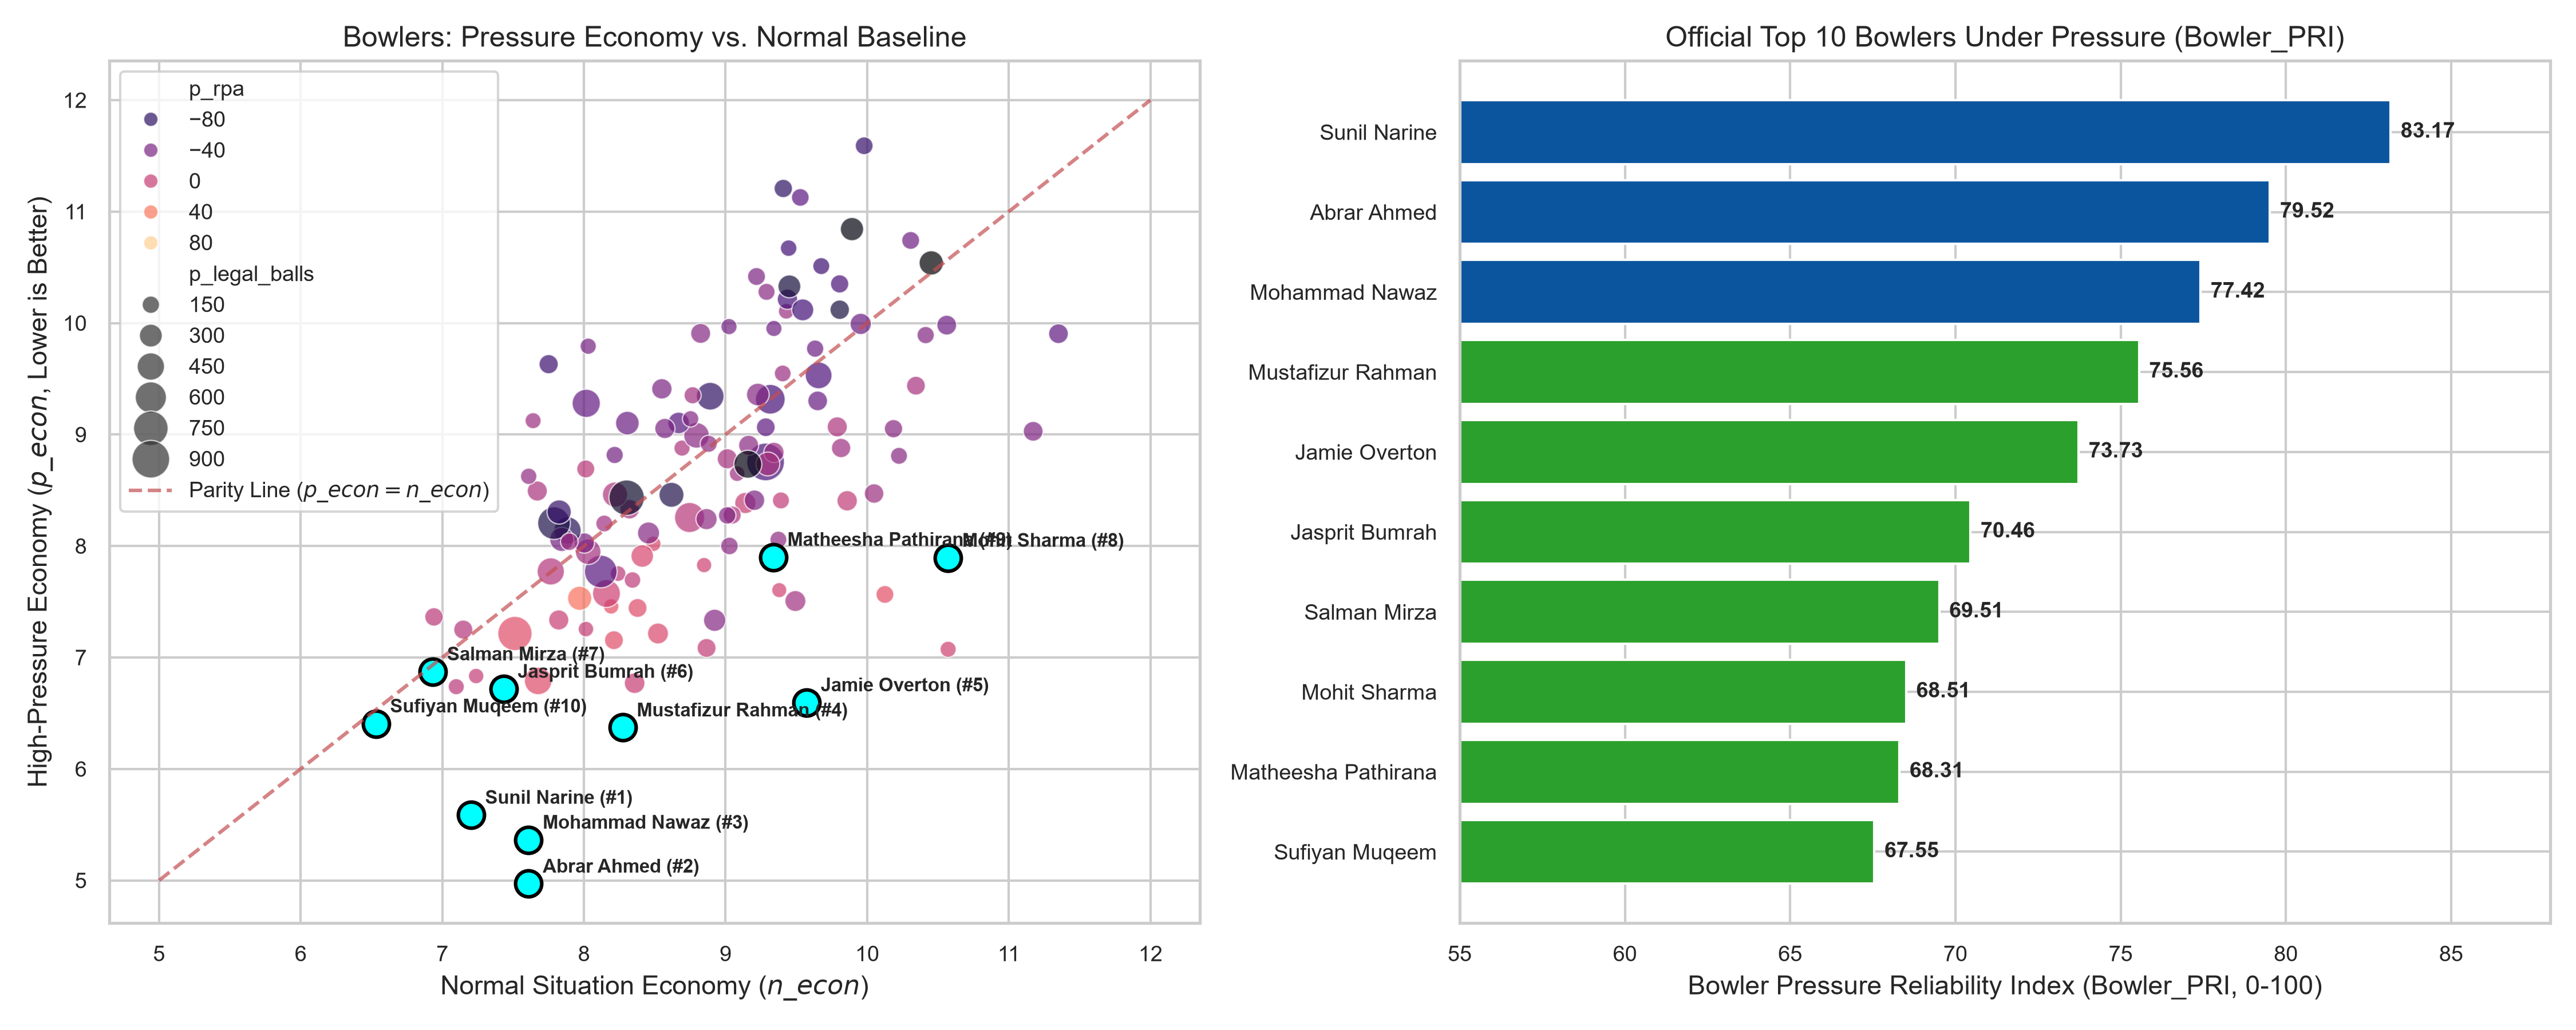 Bowlers: Pressure Economy vs. Normal Baseline
High-Pressure Economy (p_econ, Lower is Better)
12
11
10
9
8
7
6
5
p_rpa
−80
−40
0
40
80
p_legal_balls
150
300
450
600
750
900
Parity Line (p_econ = n_econ)
Matheesha Pathirana (#9)
Mohit Sharma (#8)
Salman Mirza (#7)
Jasprit Bumrah (#6)
Jamie Overton (#5)
Sufiyan Muqeem (#10)
Mustafizur Rahman (#4)
Sunil Narine (#1)
Mohammad Nawaz (#3)
Abrar Ahmed (#2)
5 6 7 8 9 10 11 12
Normal Situation Economy (n_econ)
Official Top 10 Bowlers Under Pressure (Bowler_PRI)
Sunil Narine 83.17
Abrar Ahmed 79.52
Mohammad Nawaz 77.42
Mustafizur Rahman 75.56
Jamie Overton 73.73
Jasprit Bumrah 70.46
Salman Mirza 69.51
Mohit Sharma 68.51
Matheesha Pathirana 68.31
Sufiyan Muqeem 67.55
55 60 65 70 75 80 85
Bowler Pressure Reliability Index (Bowler_PRI, 0-100)